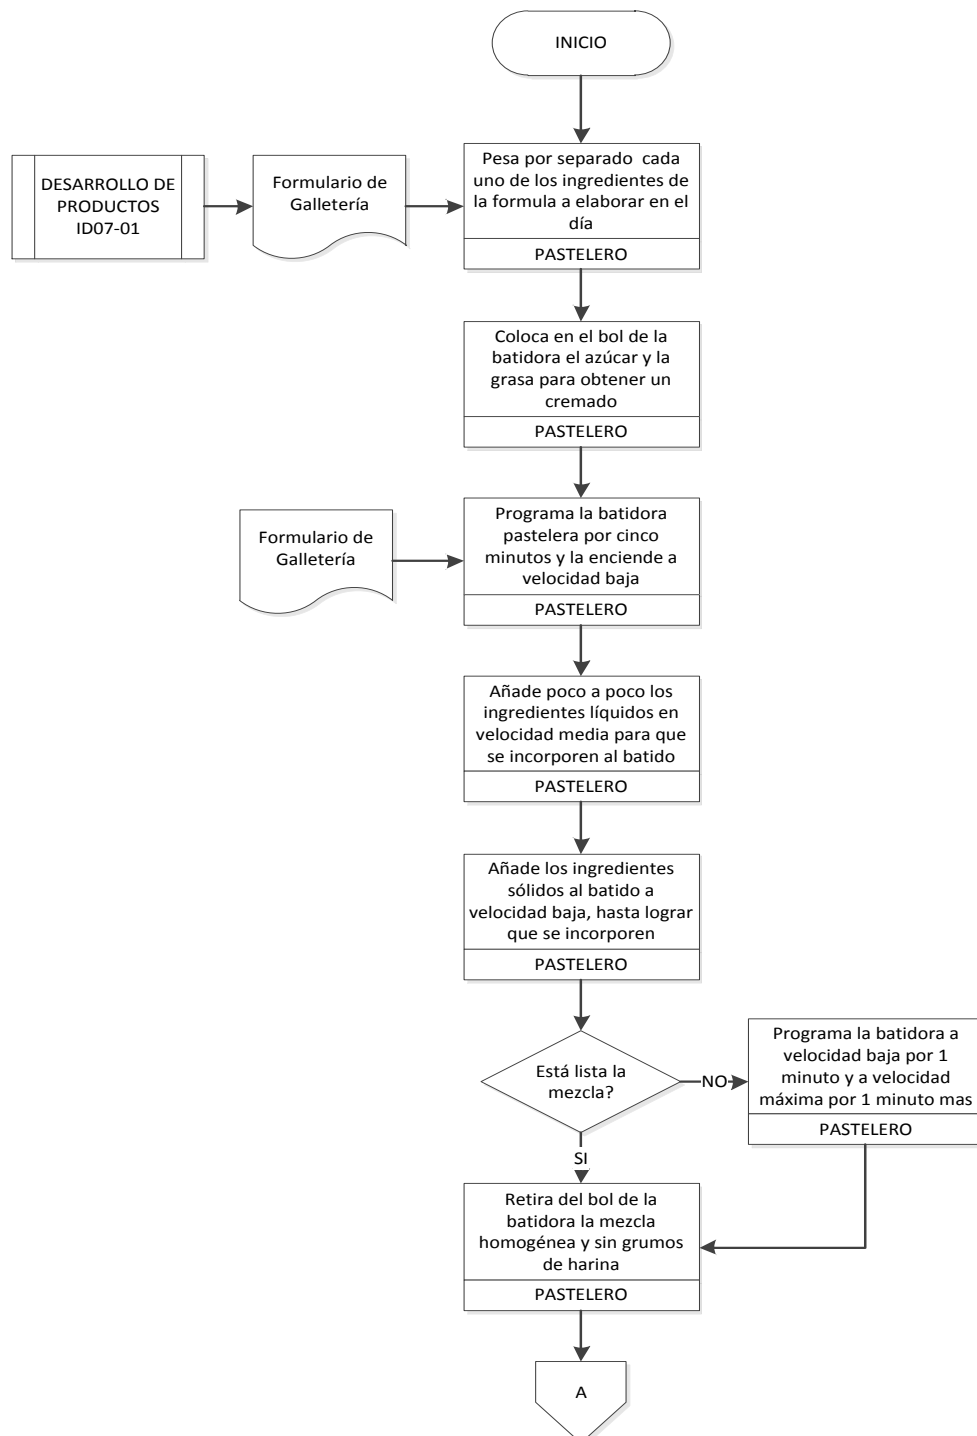 INICIO
DESARROLLO DE
PRODUCTOS
ID07-01
Formulario de
Galletería
Pesa por separado cada
uno de los ingredientes de
la formula a elaborar en el
día
PASTELERO
Coloca en el bol de la
batidora el azúcar y la
grasa para obtener un
cremado
PASTELERO
Formulario de
Galletería
Programa la batidora
pastelera por cinco
minutos y la enciende a
velocidad baja
PASTELERO
Añade poco a poco los
ingredientes líquidos en
velocidad media para que
se incorporen al batido
PASTELERO
Añade los ingredientes
sólidos al batido a
velocidad baja, hasta lograr
que se incorporen
PASTELERO
Está lista la
mezcla?
NO
Programa la batidora a
velocidad baja por 1
minuto y a velocidad
máxima por 1 minuto mas
PASTELERO
SI
Retira del bol de la
batidora la mezcla
homogénea y sin grumos
de harina
PASTELERO
A